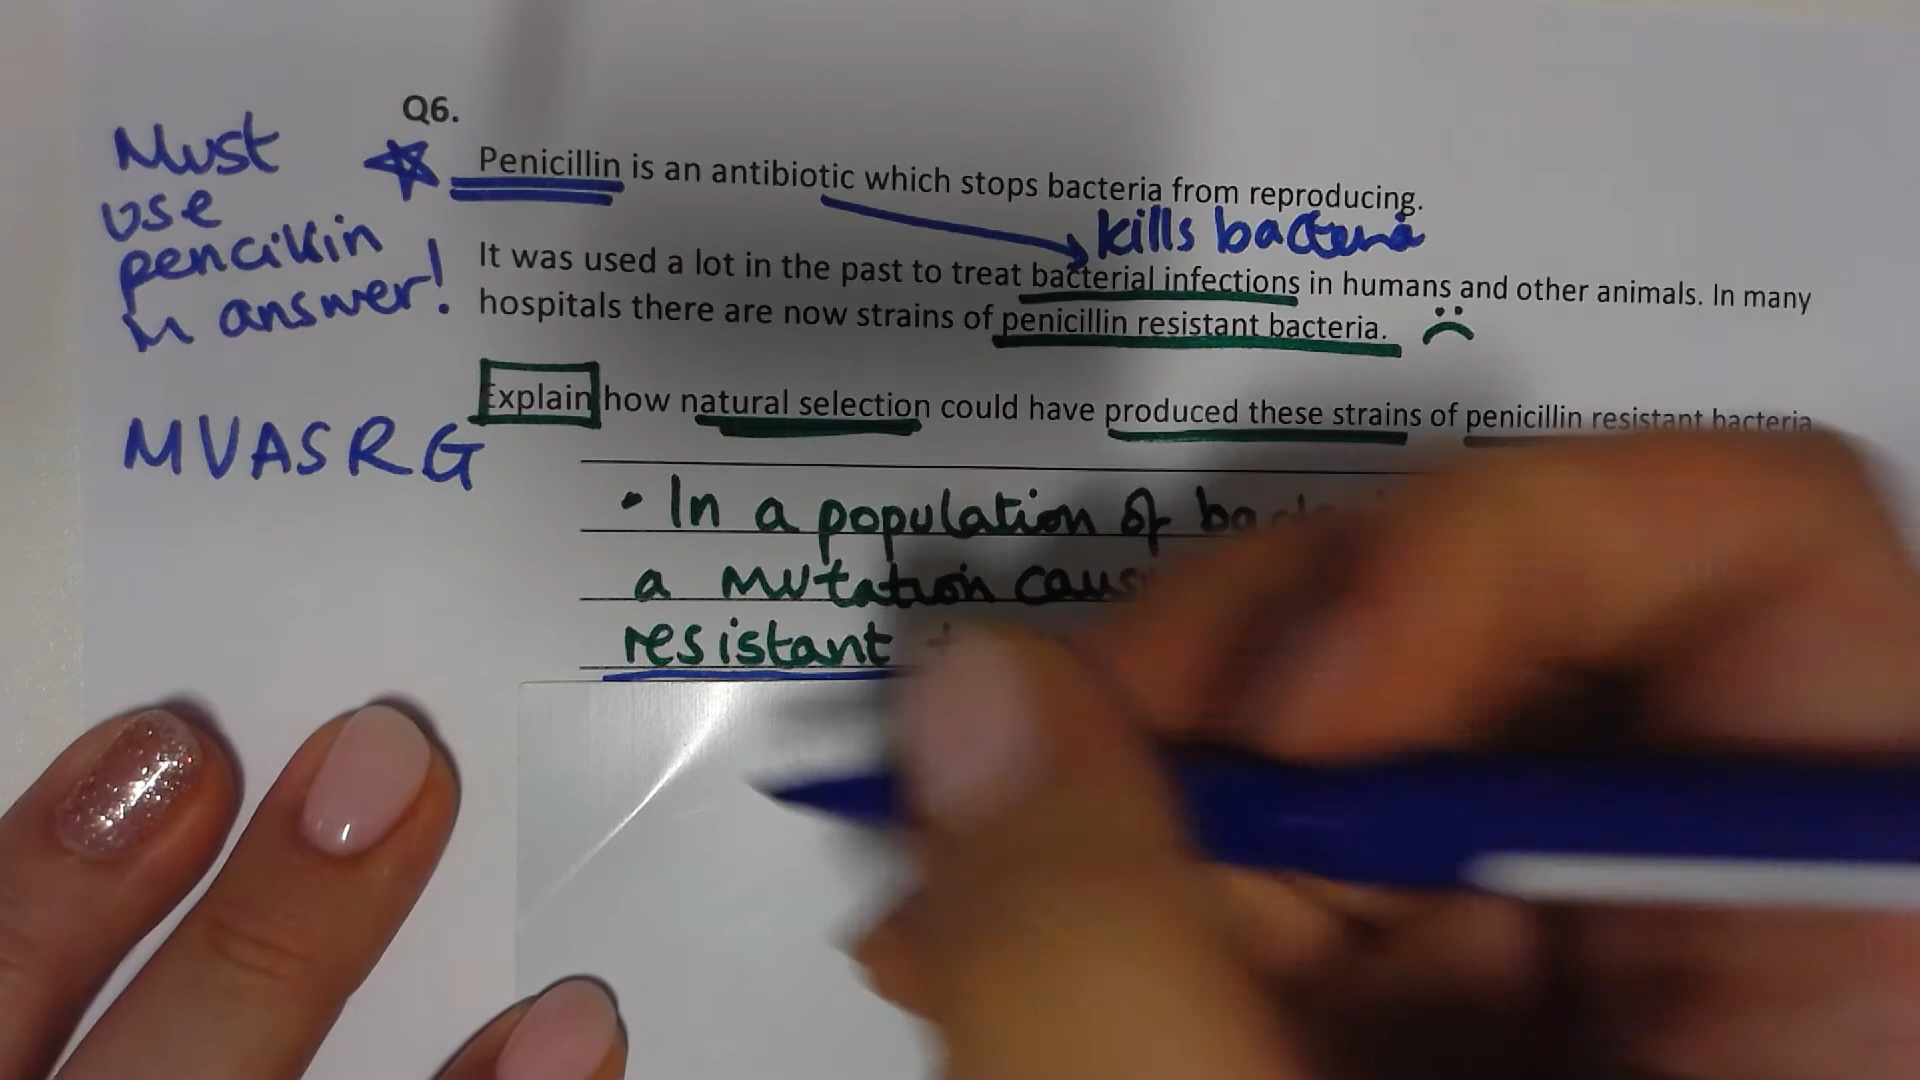 Q6.
Must
use
pencikin
in answer!
Penicillin is an antibiotic which stops bacteria from reproducing.
kills bacteria
It was used a lot in the past to treat bacterial infections in humans and other animals. In many
hospitals there are now strains of penicillin resistant bacteria.
Explain how natural selection could have produced these strains of penicillin resistant bacteria
MVASRG
• In a population of
a mutation
resistant